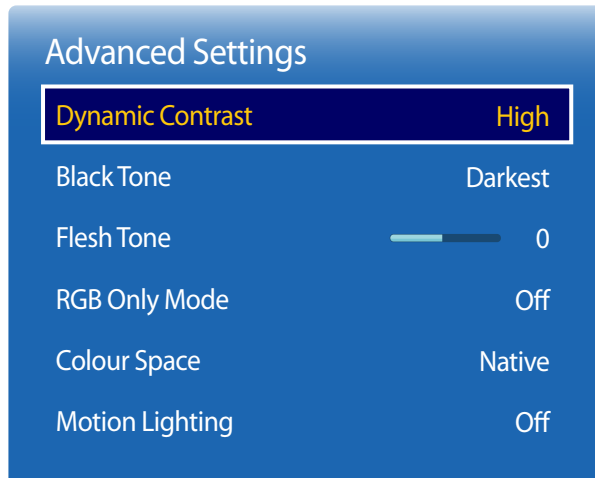 Advanced Settings
Dynamic Contrast High
Black Tone Darkest
Flesh Tone 0
RGB Only Mode Off
Colour Space Native
Motion Lighting Off